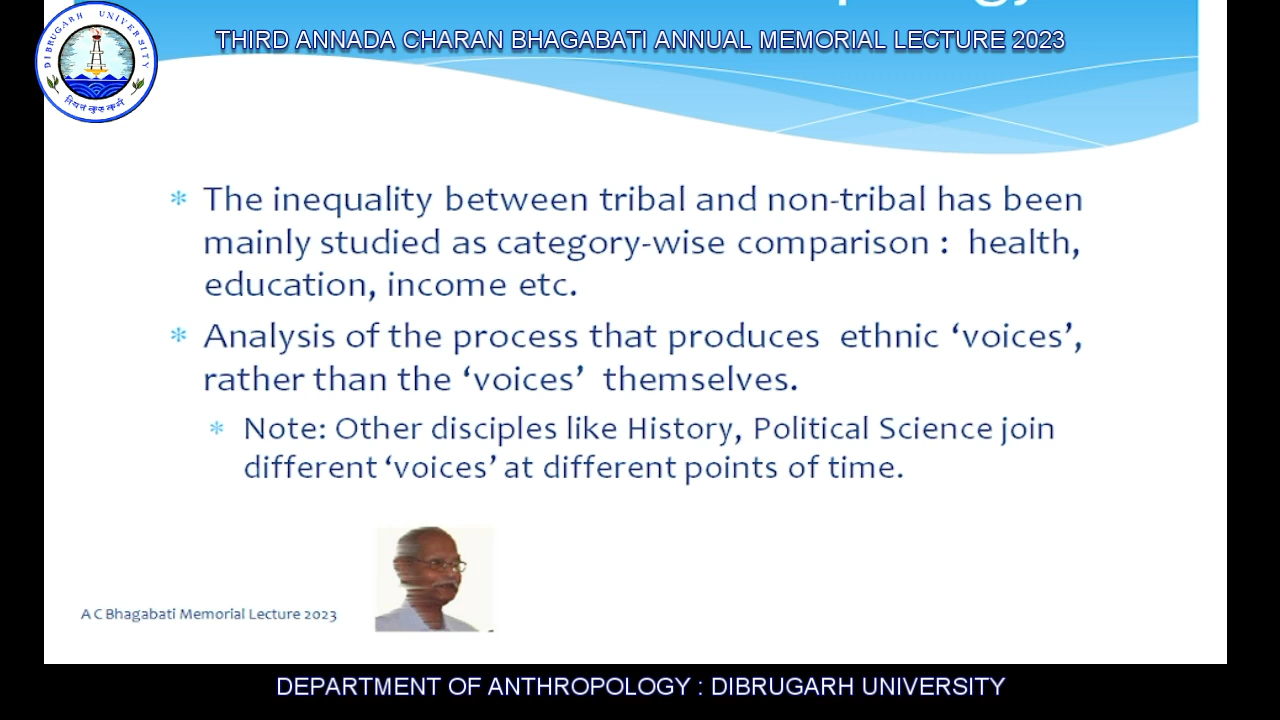 THIRD ANNADA CHARAN BHAGABATI ANNUAL MEMORIAL LECTURE 2023
DIBRUGARH UNIVERSITY
The inequality between tribal and non-tribal has been
mainly studied as category-wise comparison : health,
education, income etc.
Analysis of the process that produces ethnic ‘voices’,
rather than the ‘voices’ themselves.
Note: Other disciples like History, Political Science join
different ‘voices’ at different points of time.
A C Bhagabati Memorial Lecture 2023
DEPARTMENT OF ANTHROPOLOGY : DIBRUGARH UNIVERSITY